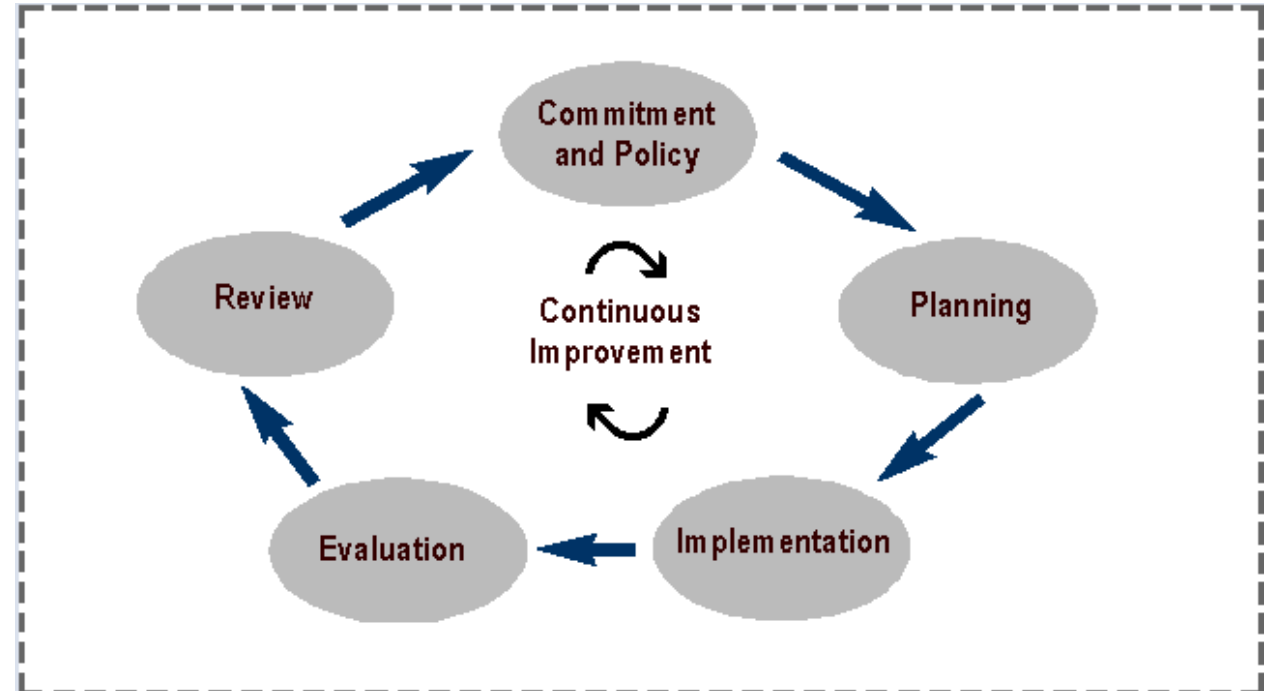 Commitment
and Policy
Review
Planning
Continuous
Improvement
Evaluation
Implementation